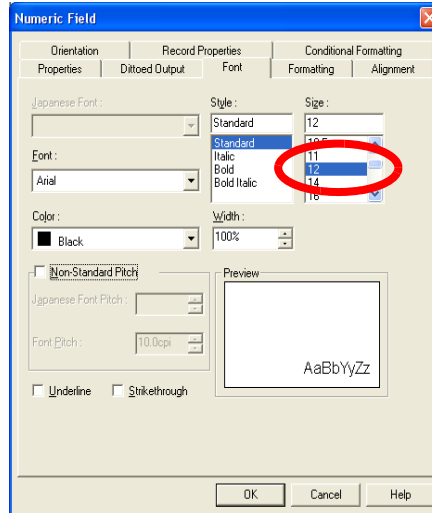 Numeric Field
Orientation Record Properties Conditional Formatting
Properties Dittoed Output Font Formatting Alignment
Japanese Font :
Style :
Size :
Standard
12
Standard
Italic
Bold
Bold Italic
10.5
11
12
14
16
Font :
Arial
Color :
Black
Width :
100%
Non-Standard Pitch
Japanese Font Pitch :
Font Pitch :
10.0cpi
Preview
AaBbYyZz
Underline Strikethrough
OK Cancel Help